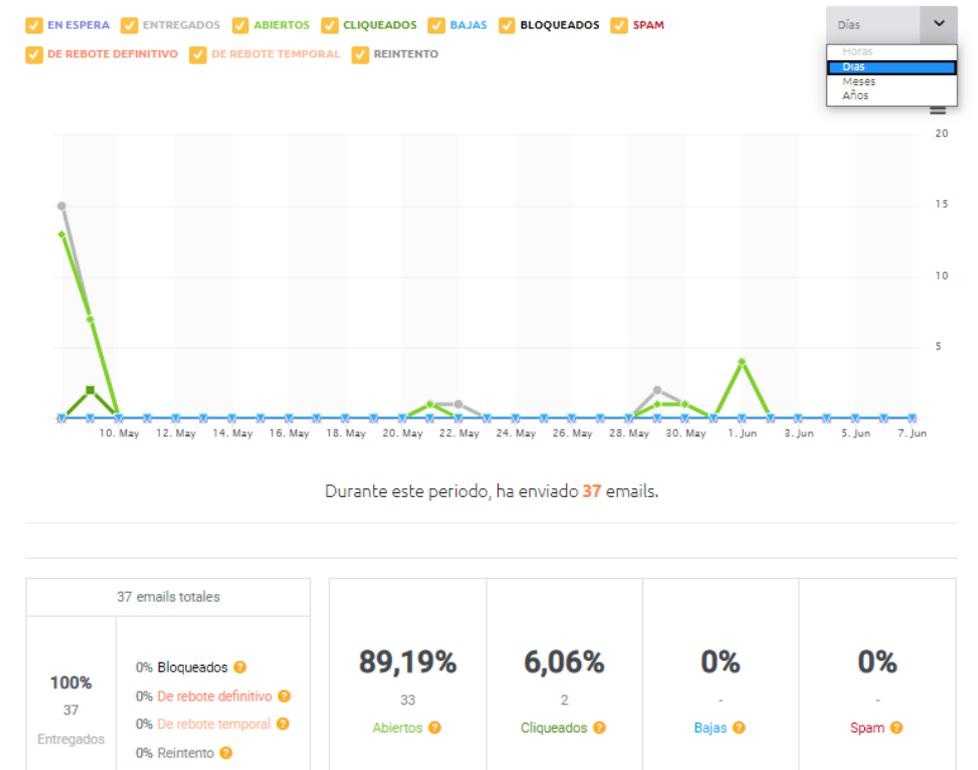 EN ESPERA ENTREGADOS ABIERTOS CLIQUEADOS BAJAS BLOQUEADOS SPAM
DE REBOTE DEFINITIVO DE REBOTE TEMPORAL REINTENTO
Días
Horas
Días
Meses
Años
20
15
10
5
10. May 12. May 14. May 16. May 18. May 20. May 22. May 24. May 26. May 28. May 30. May 1. Jun 3. Jun 5. Jun 7. Jun
Durante este periodo, ha enviado 37 emails.
37 emails totales
100%
37
Entregados
0% Bloqueados ?
0% De rebote definitivo ?
0% De rebote temporal ?
0% Reintento ?
89,19%
33
Abiertos ?
6,06%
2
Cliqueados ?
0%
-
Bajas ?
0%
-
Spam ?